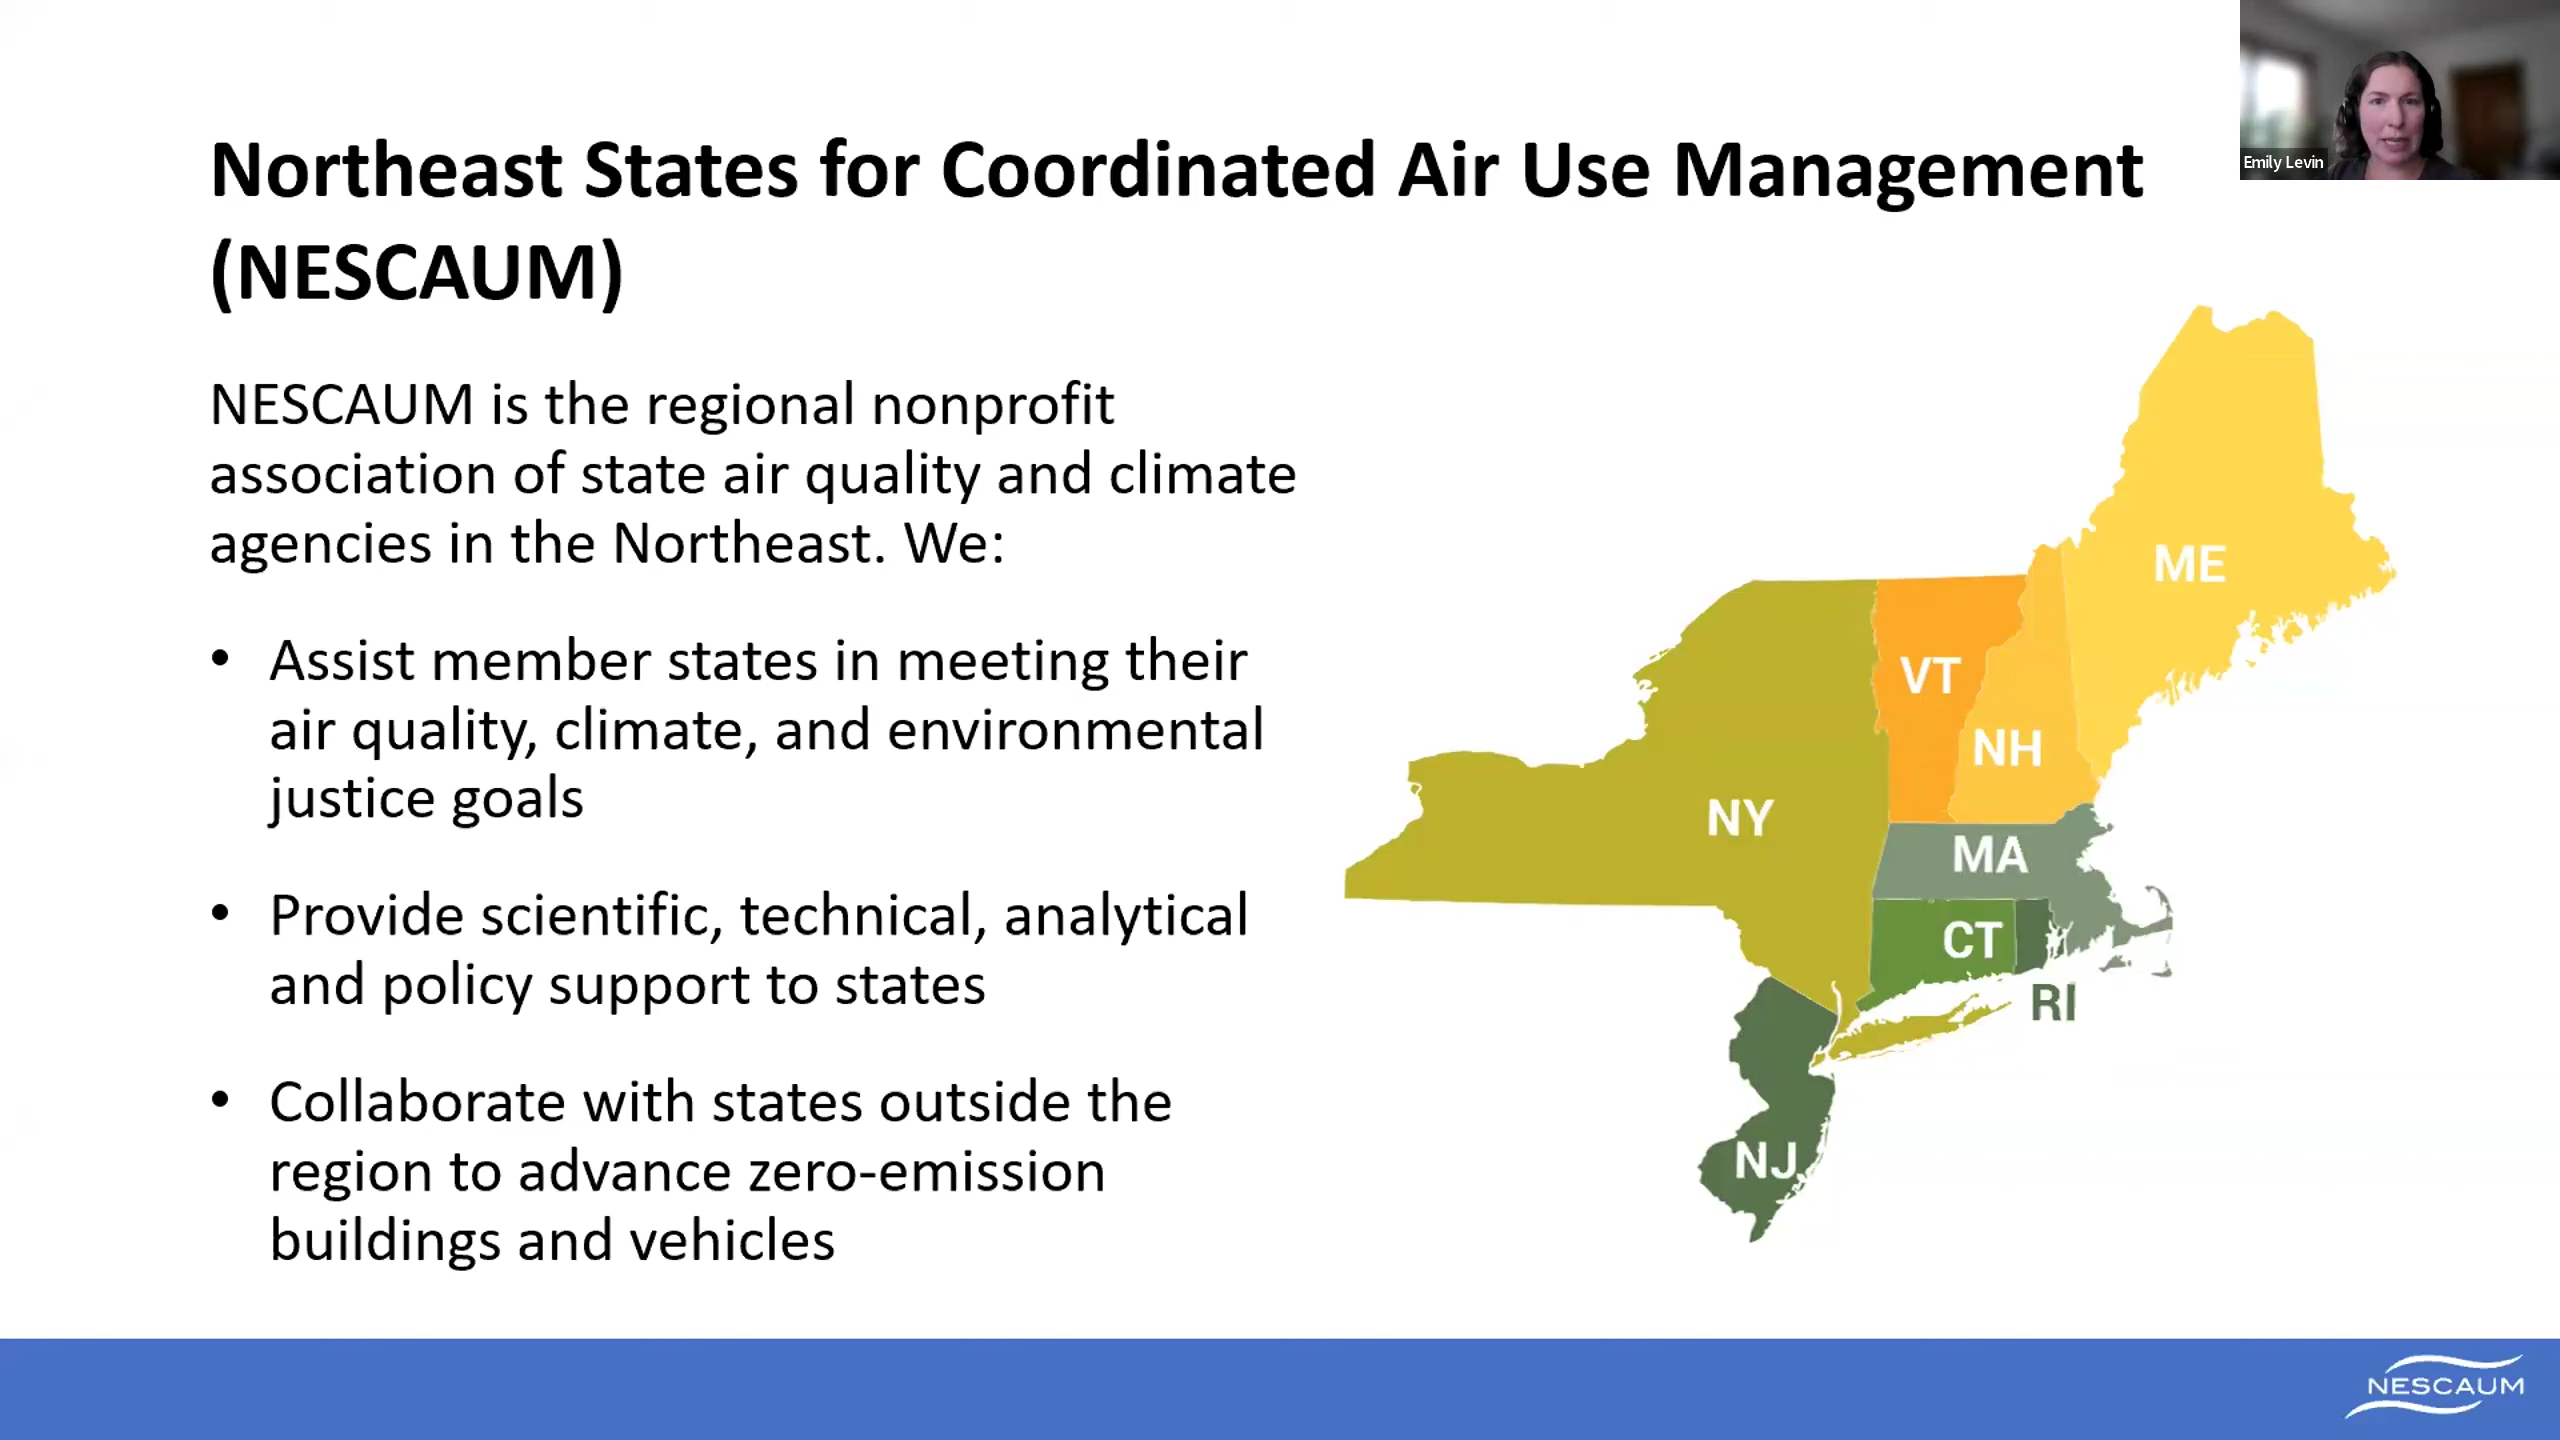 Emily Levin
Northeast States for Coordinated Air Use Management
(NESCAUM)
NESCAUM is the regional nonprofit
association of state air quality and climate
agencies in the Northeast. We:
• Assist member states in meeting their
air quality, climate, and environmental
justice goals
• Provide scientific, technical, analytical
and policy support to states
• Collaborate with states outside the
region to advance zero-emission
buildings and vehicles
ME
VT
NH
NY
MA
CT
RI
NJ
NESCAUM